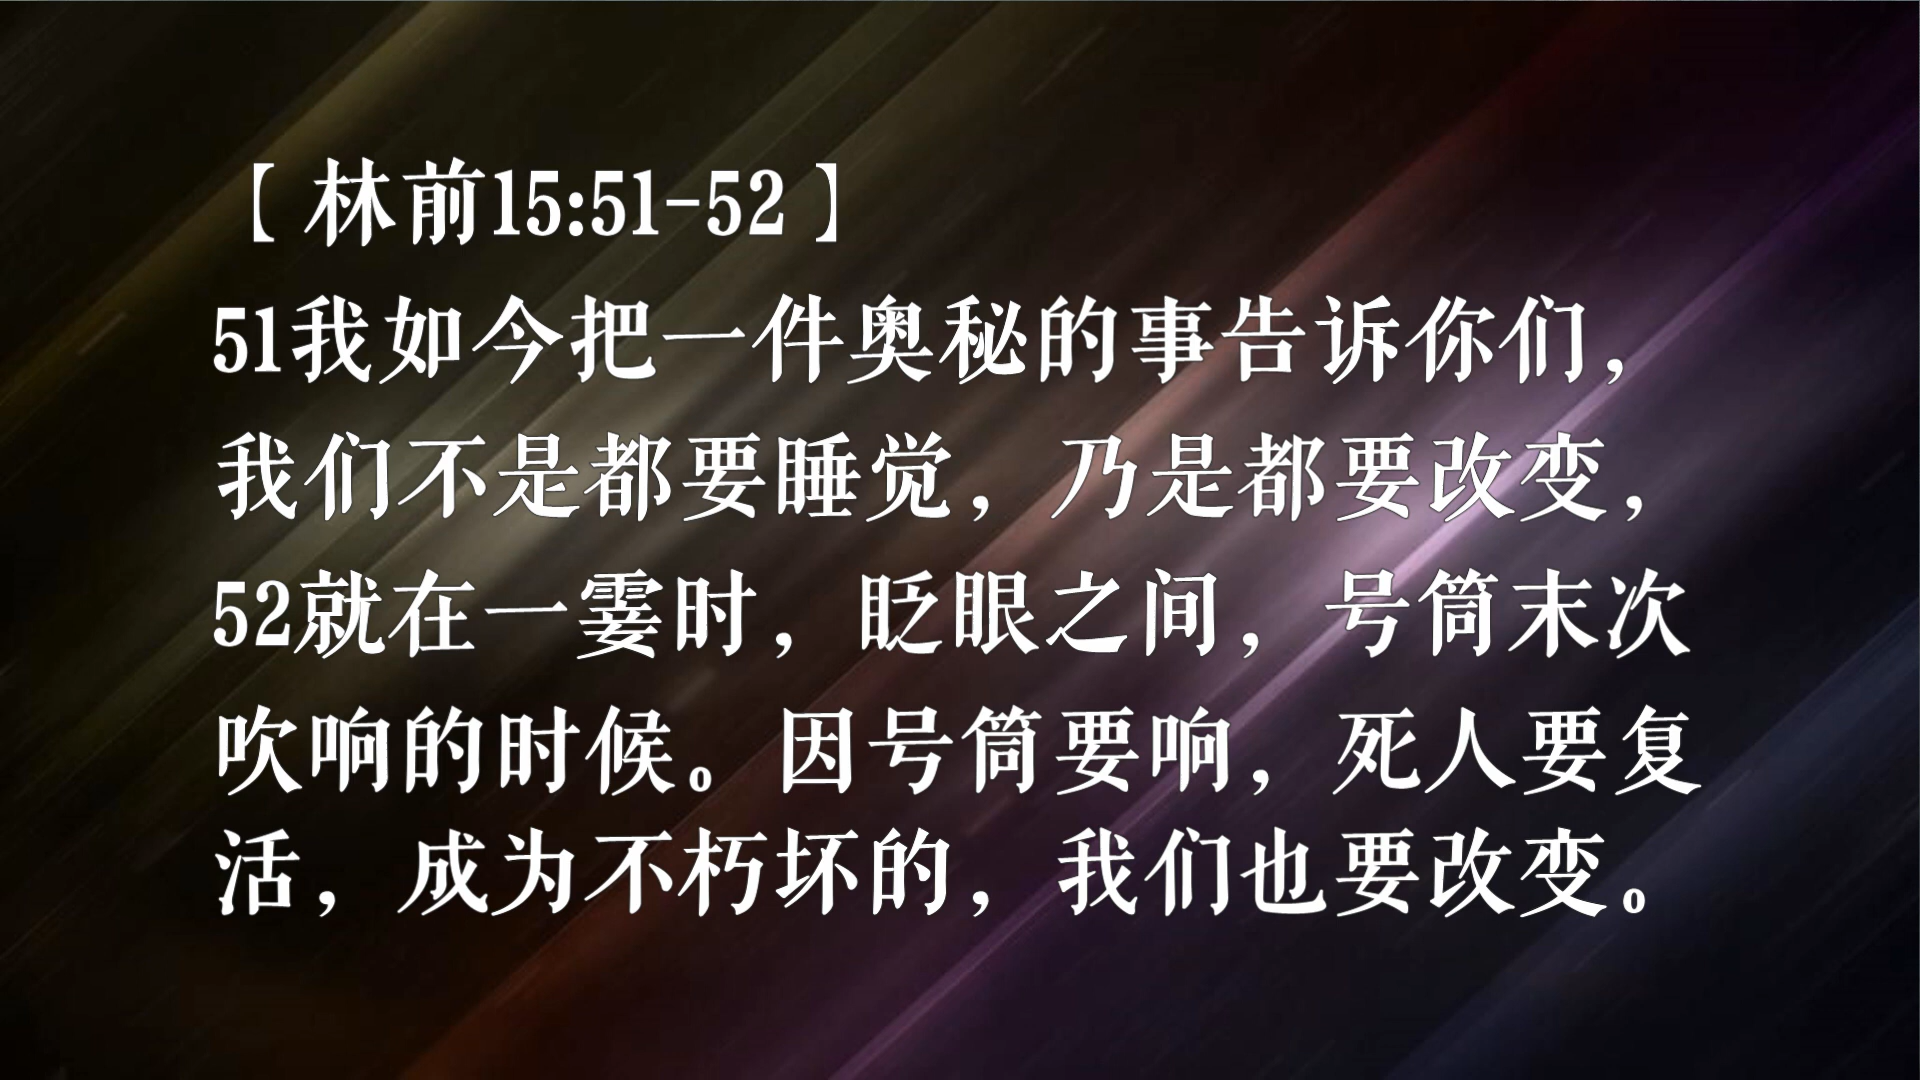 【 林前15:51-52 】
51我如今把一件奥秘的事告诉你们，
我们不是都要睡觉，乃是都要改变，
52就在一霎时，眨眼之间，号筒末次
吹响的时候。因号筒要响，死人要复
活，成为不朽坏的，我们也要改变。